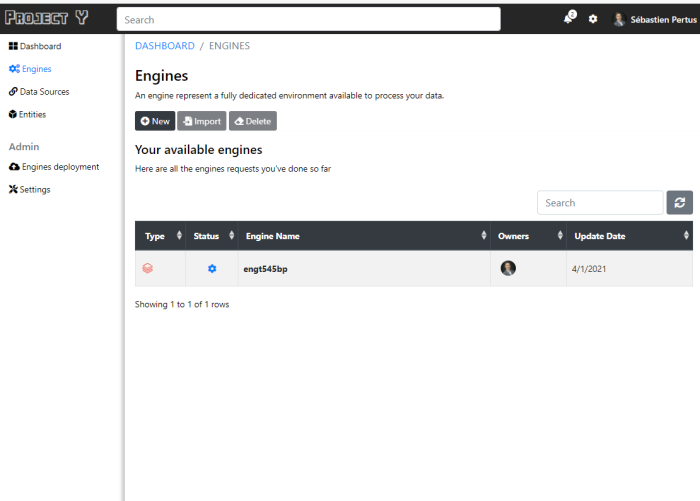 Project Y
Search
2
Sébastien Pertus
Dashboard
Engines
Data Sources
Entities
Admin
Engines deployment
Settings
DASHBOARD / ENGINES
Engines
An engine represent a fully dedicated environment available to process your data.
New Import Delete
Your available engines
Here are all the engines requests you've done so far
Search
Type Status Engine Name Owners Update Date
engt545bp 4/1/2021
Showing 1 to 1 of 1 rows